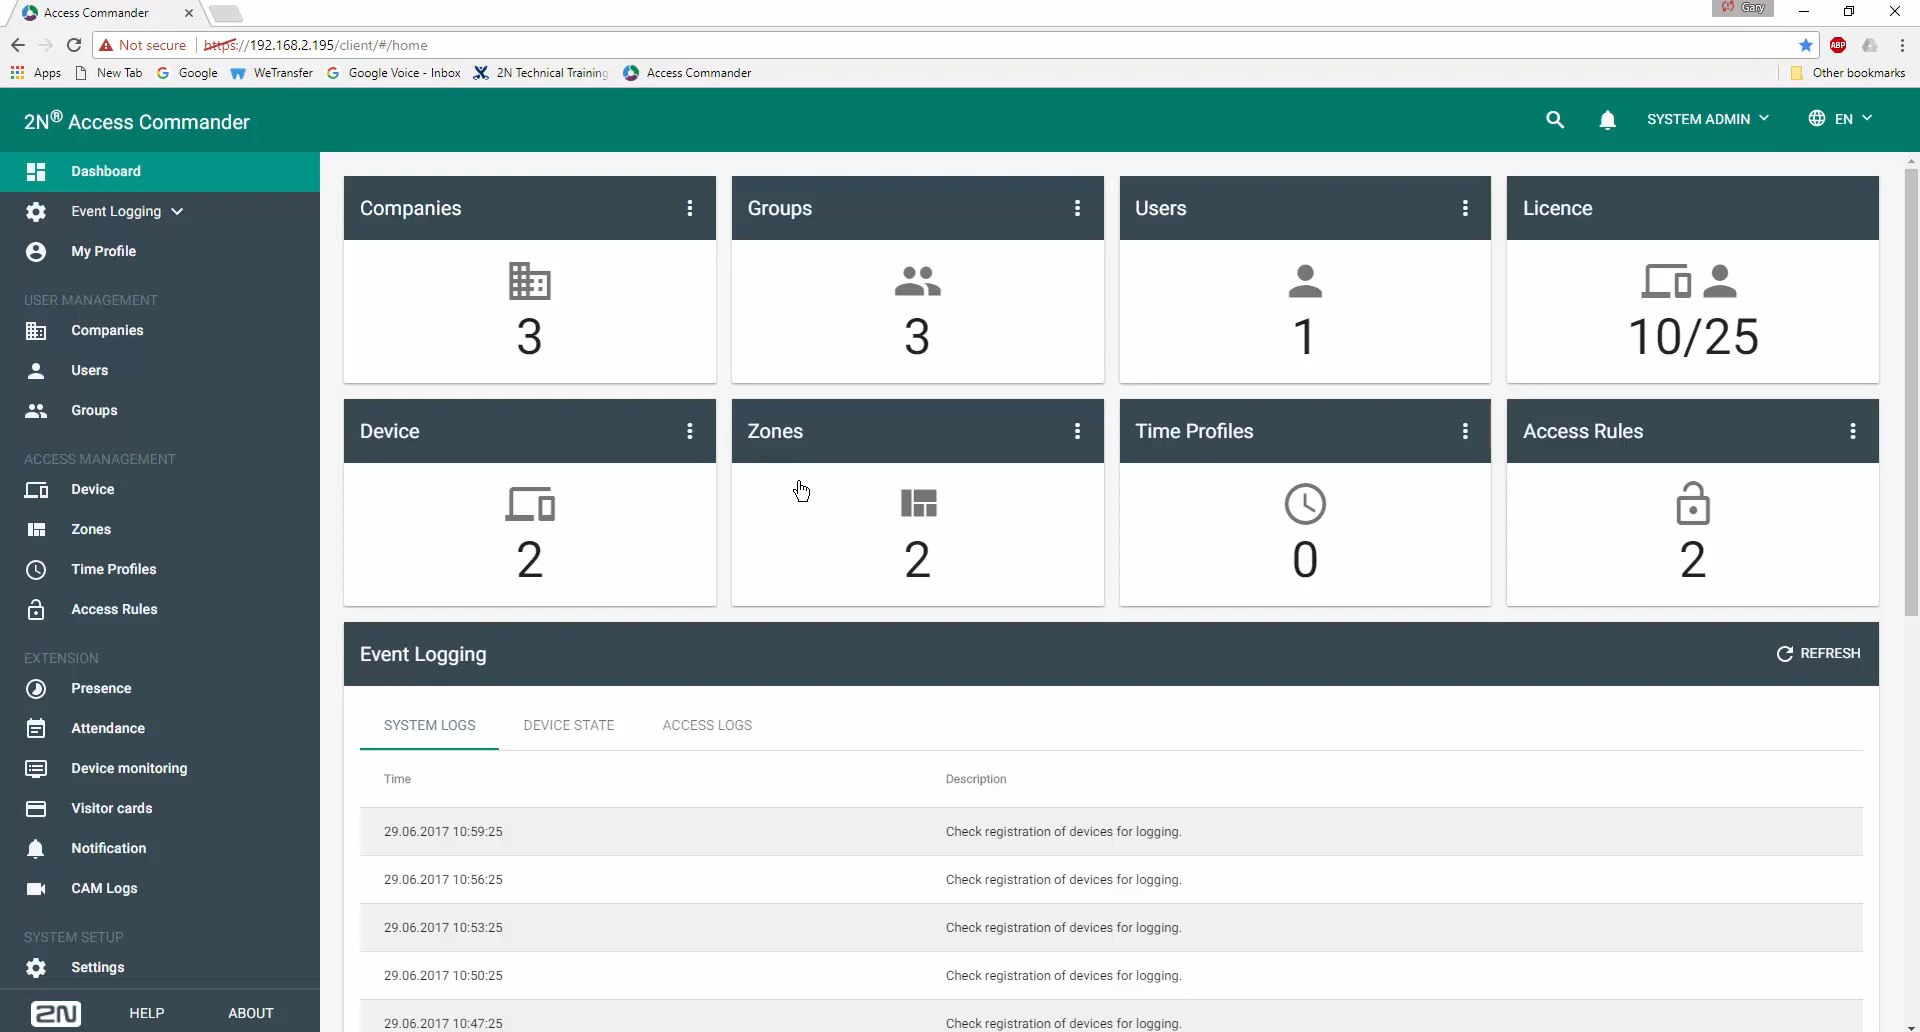 Access Commander
Gary
Not secure https://192.168.2.195/client/#/home
ABP
Apps New Tab Google WeTransfer Google Voice - Inbox 2N Technical Training Access Commander Other bookmarks
2N® Access Commander
SYSTEM ADMIN EN
Dashboard
Event Logging
My Profile
USER MANAGEMENT
Companies
Users
Groups
ACCESS MANAGEMENT
Device
Zones
Time Profiles
Access Rules
EXTENSION
Presence
Attendance
Device monitoring
Visitor cards
Notification
CAM Logs
SYSTEM SETUP
Settings
2N HELP ABOUT
Companies
3
Groups
3
Users
1
Licence
10/25
Device
2
Zones
2
Time Profiles
0
Access Rules
2
Event Logging REFRESH
SYSTEM LOGS DEVICE STATE ACCESS LOGS
Time Description
29.06.2017 10:59:25 Check registration of devices for logging.
29.06.2017 10:56:25 Check registration of devices for logging.
29.06.2017 10:53:25 Check registration of devices for logging.
29.06.2017 10:50:25 Check registration of devices for logging.
29.06.2017 10:47:25 Check registration of devices for logging.